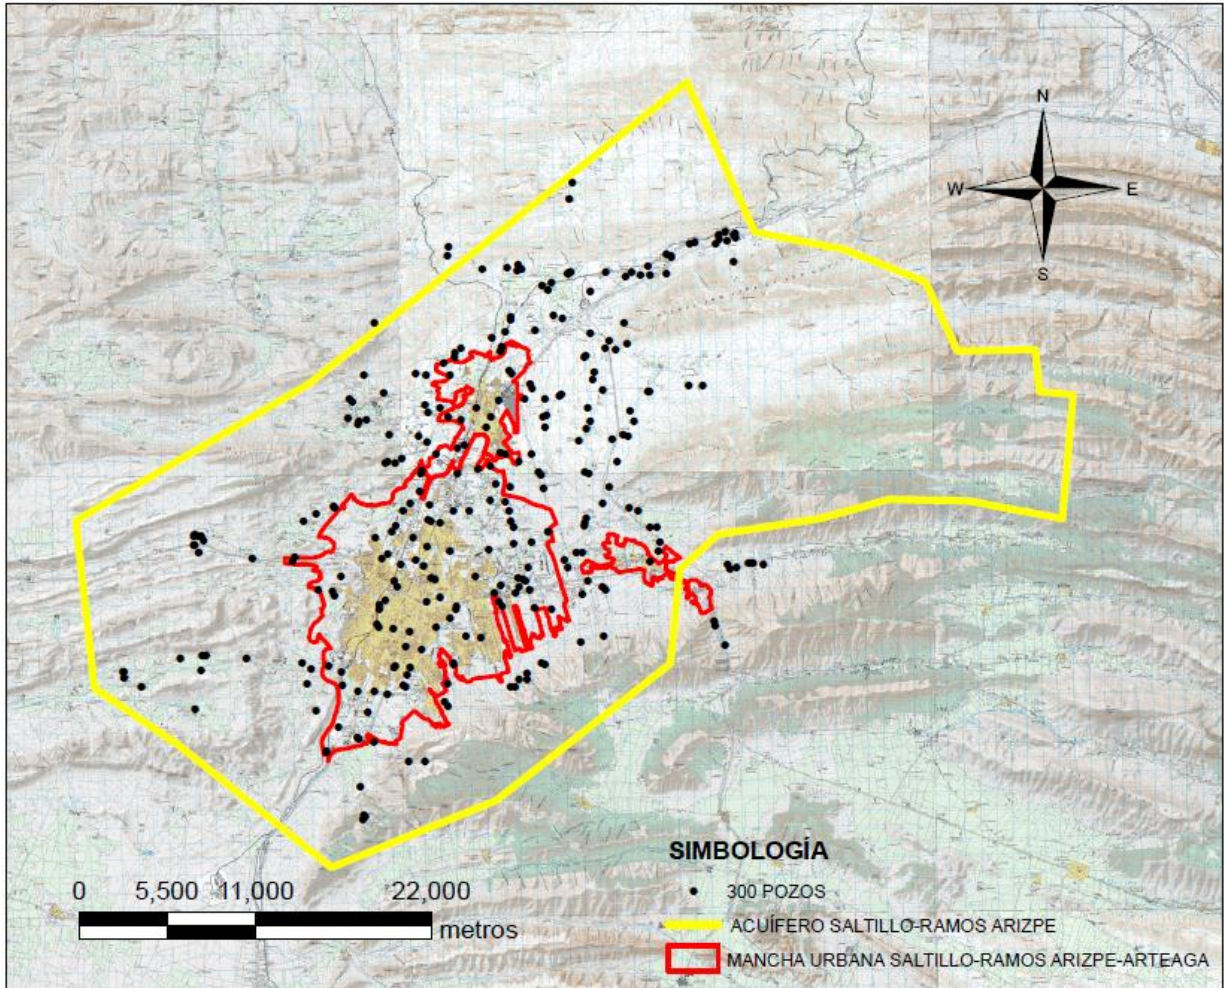 N
W E
S
SIMBOLOGÍA
300 POZOS
ACUÍFERO SALTILLO-RAMOS ARIZPE
MANCHA URBANA SALTILLO-RAMOS ARIZPE-ARTEAGA
0 5,500 11,000 22,000
metros